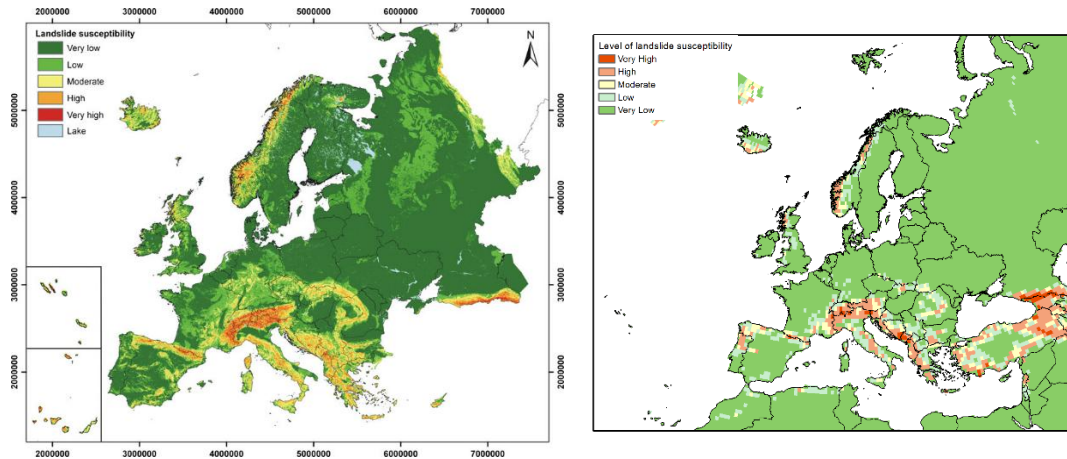 2000000 3000000 4000000 5000000 6000000 7000000
Landslide susceptibility
Very low
Low
Moderate
High
Very high
Lake
N
5000000
4000000
3000000
2000000
5000000
4000000
3000000
2000000
2000000 3000000 4000000 5000000 6000000 7000000
Level of landslide susceptibility
Very High
High
Moderate
Low
Very Low